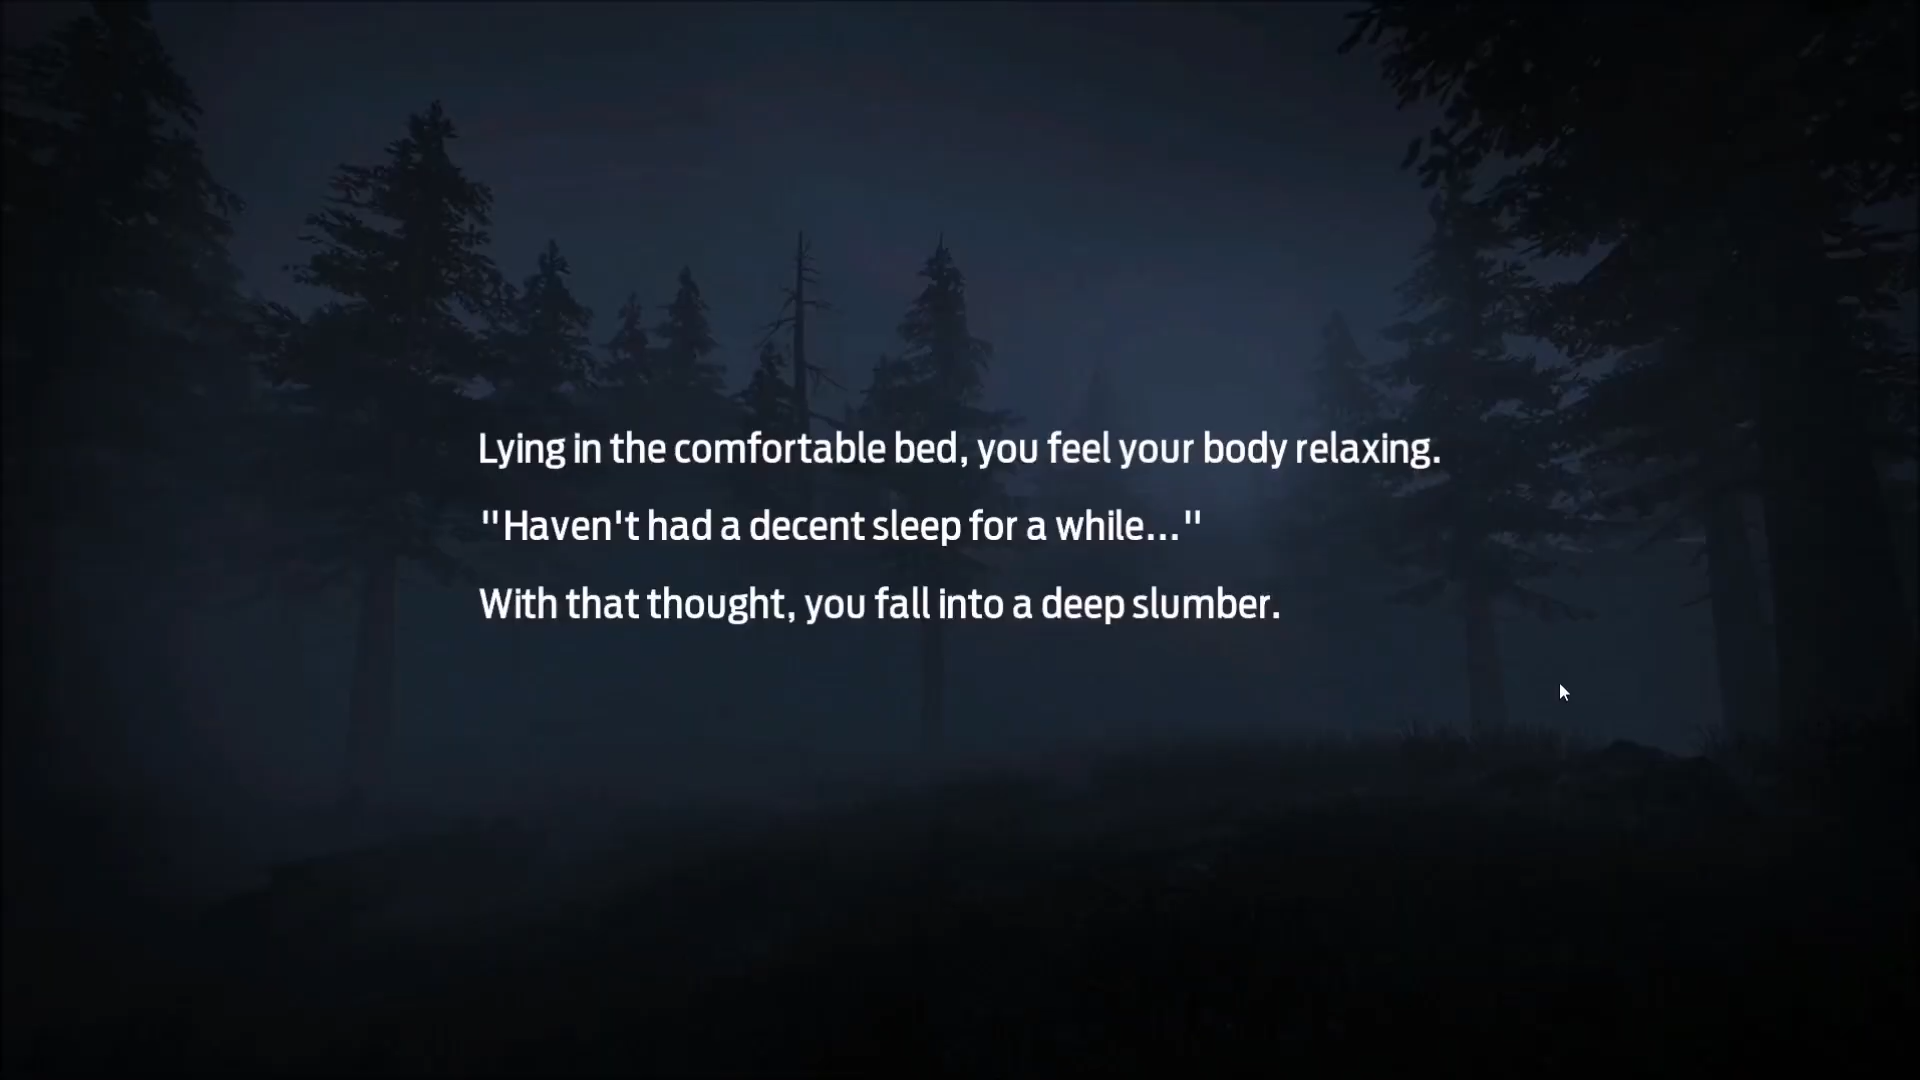 Lying in the comfortable bed, you feel your body relaxing.
"Haven't had a decent sleep for a while..."
With that thought, you fall into a deep slumber.